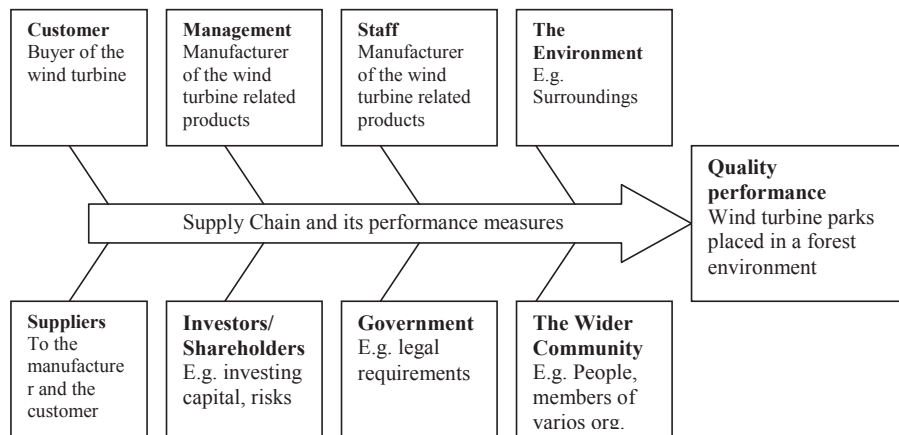 Customer
Buyer of the
wind turbine
Management
Manufacturer
of the wind
turbine related
products
Staff
Manufacturer
of the wind
turbine related
products
The
Environment
E.g.
Surroundings
Quality
performance
Wind turbine parks
placed in a forest
environment
Supply Chain and its performance measures
Suppliers
To the
manufacture
r and the
customer
Investors/
Shareholders
E.g. investing
capital, risks
Government
E.g. legal
requirements
The Wider
Community
E.g. People,
members of
varios org.